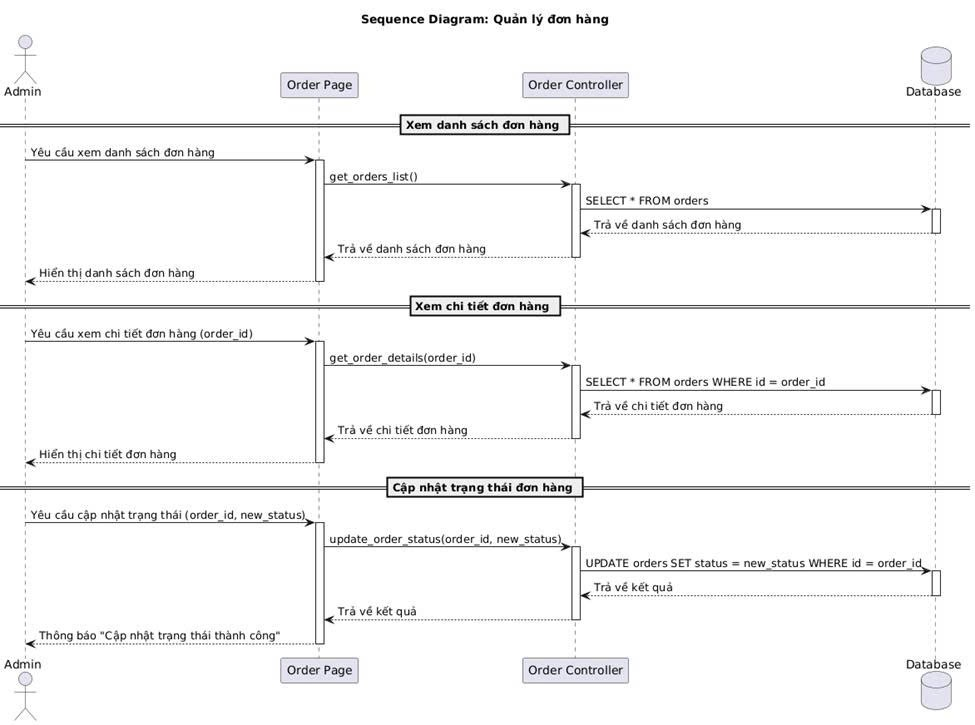 Sequence Diagram: Quản lý đơn hàng
Admin
Order Page
Order Controller
Database
Xem danh sách đơn hàng
Yêu cầu xem danh sách đơn hàng
get_orders_list()
SELECT * FROM orders
Trả về danh sách đơn hàng
Trả về danh sách đơn hàng
Hiển thị danh sách đơn hàng
Xem chi tiết đơn hàng
Yêu cầu xem chi tiết đơn hàng (order_id)
get_order_details(order_id)
SELECT * FROM orders WHERE id = order_id
Trả về chi tiết đơn hàng
Trả về chi tiết đơn hàng
Hiển thị chi tiết đơn hàng
Cập nhật trạng thái đơn hàng
Yêu cầu cập nhật trạng thái (order_id, new_status)
update_order_status(order_id, new_status)
UPDATE orders SET status = new_status WHERE id = order_id
Trả về kết quả
Trả về kết quả
Thông báo "Cập nhật trạng thái thành công"
Admin
Order Page
Order Controller
Database